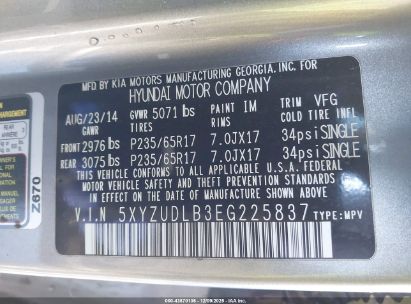 MFD. BY KIA MOTORS MANUFACTURING GEORGIA, INC. FOR
HYUNDAI MOTOR COMPANY
AUG/23/14 GVWR 5071 lbs PAINT IM TRIM VFG
GAWR TIRES RIMS COLD TIRE INFL
FRONT 2976 lbs P235/65R17 7.0JX17 34psi SINGLE
REAR 3075 lbs P235/65R17 7.0JX17 34psi SINGLE
THIS VEHICLE CONFORMS TO ALL APPLICABLE U.S.A FEDERAL MOTOR
VEHICLE SAFETY STANDARDS IN EFFECT ON THE DATE OF
MANUFACTURE SHOWN ABOVE.
V.I.N 5XYZUDLB3EG225837 TYPE:MPV
REAR
ARRIERE
3
Z670